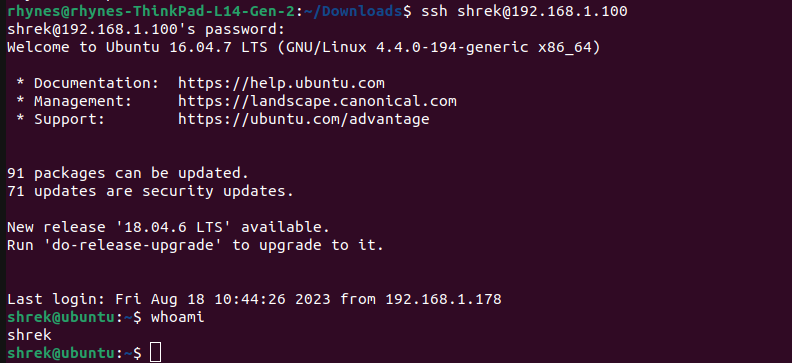 rhynes@rhynes-ThinkPad-L14-Gen-2:~/Downloads$ ssh shrek@192.168.1.100
shrek@192.168.1.100's password:
Welcome to Ubuntu 16.04.7 LTS (GNU/Linux 4.4.0-194-generic x86_64)
* Documentation:  https://help.ubuntu.com
* Management:     https://landscape.canonical.com
* Support:        https://ubuntu.com/advantage
91 packages can be updated.
71 updates are security updates.
New release '18.04.6 LTS' available.
Run 'do-release-upgrade' to upgrade to it.
Last login: Fri Aug 18 10:44:26 2023 from 192.168.1.178
shrek@ubuntu:~$ whoami
shrek
shrek@ubuntu:~$